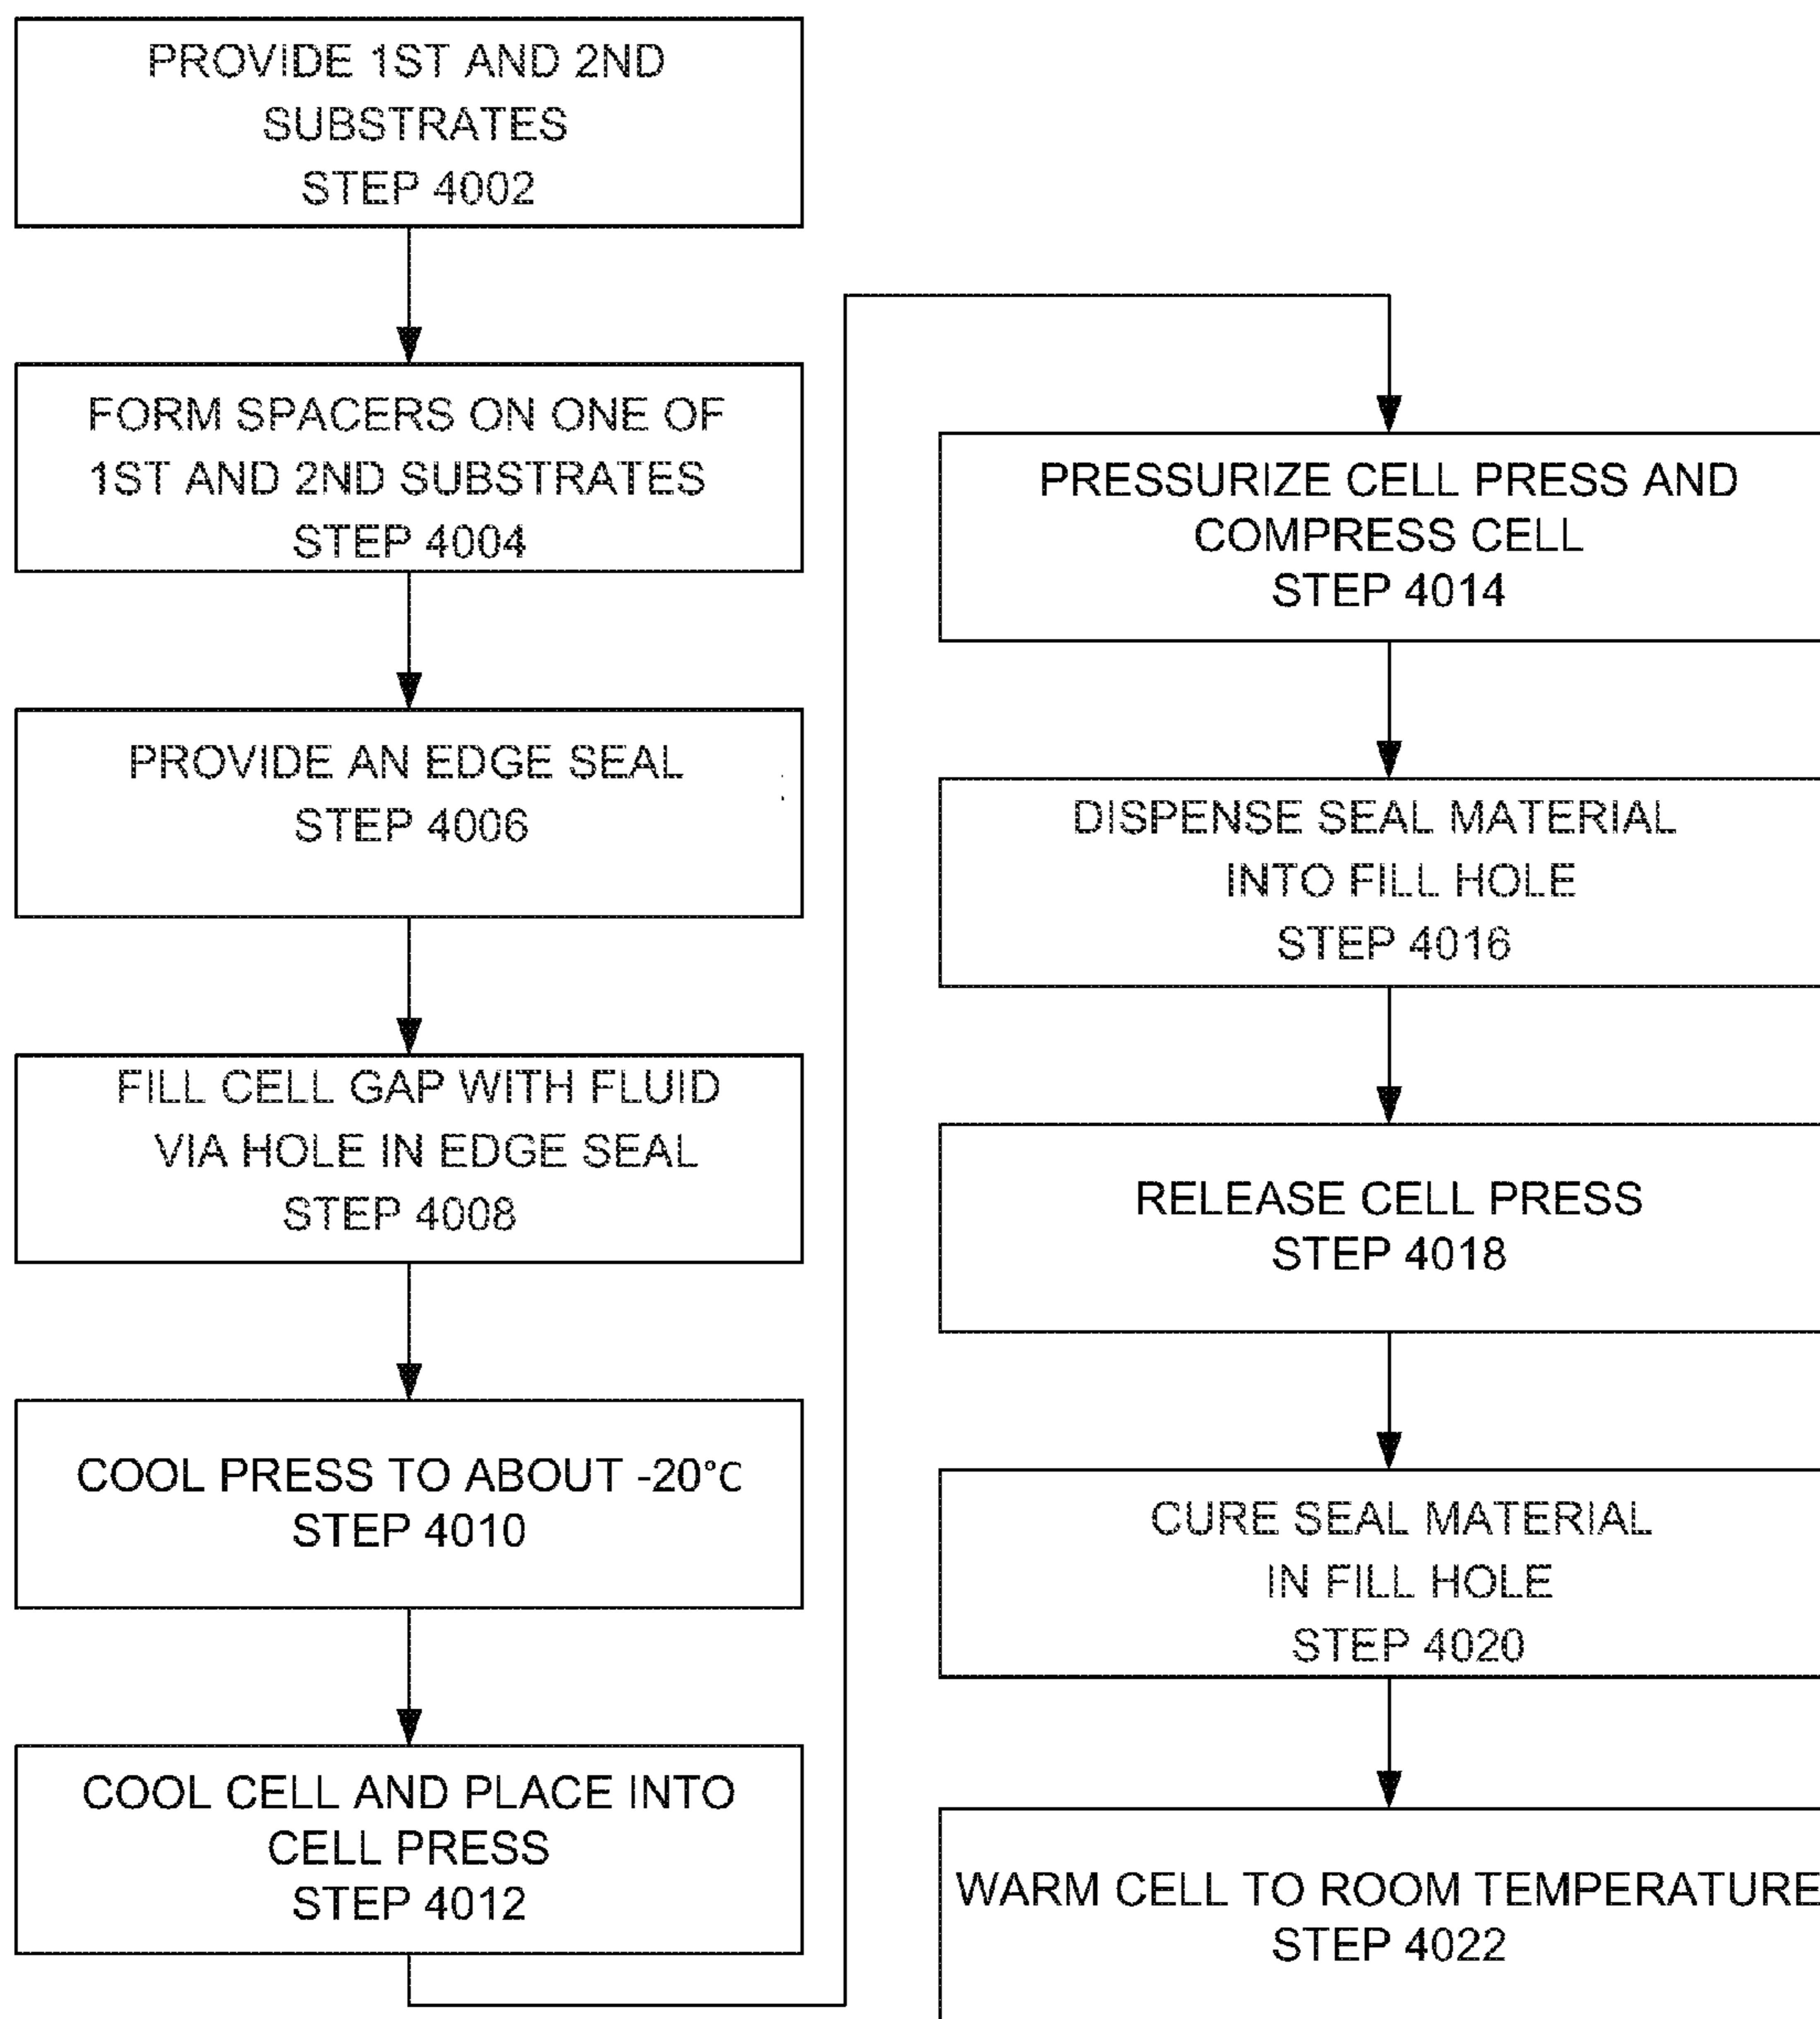 PROVIDE 1ST AND 2ND
SUBSTRATES
STEP 4002
FORM SPACERS ON ONE OF
1ST AND 2ND SUBSTRATES
STEP 4004
PROVIDE AN EDGE SEAL
STEP 4006
FILL CELL GAP WITH FLUID
VIA HOLE IN EDGE SEAL
STEP 4008
COOL PRESS TO ABOUT -20°C
STEP 4010
COOL CELL AND PLACE INTO
CELL PRESS
STEP 4012
PRESSURIZE CELL PRESS AND
COMPRESS CELL
STEP 4014
DISPENSE SEAL MATERIAL
INTO FILL HOLE
STEP 4016
RELEASE CELL PRESS
STEP 4018
CURE SEAL MATERIAL
IN FILL HOLE
STEP 4020
WARM CELL TO ROOM TEMPERATURE
STEP 4022